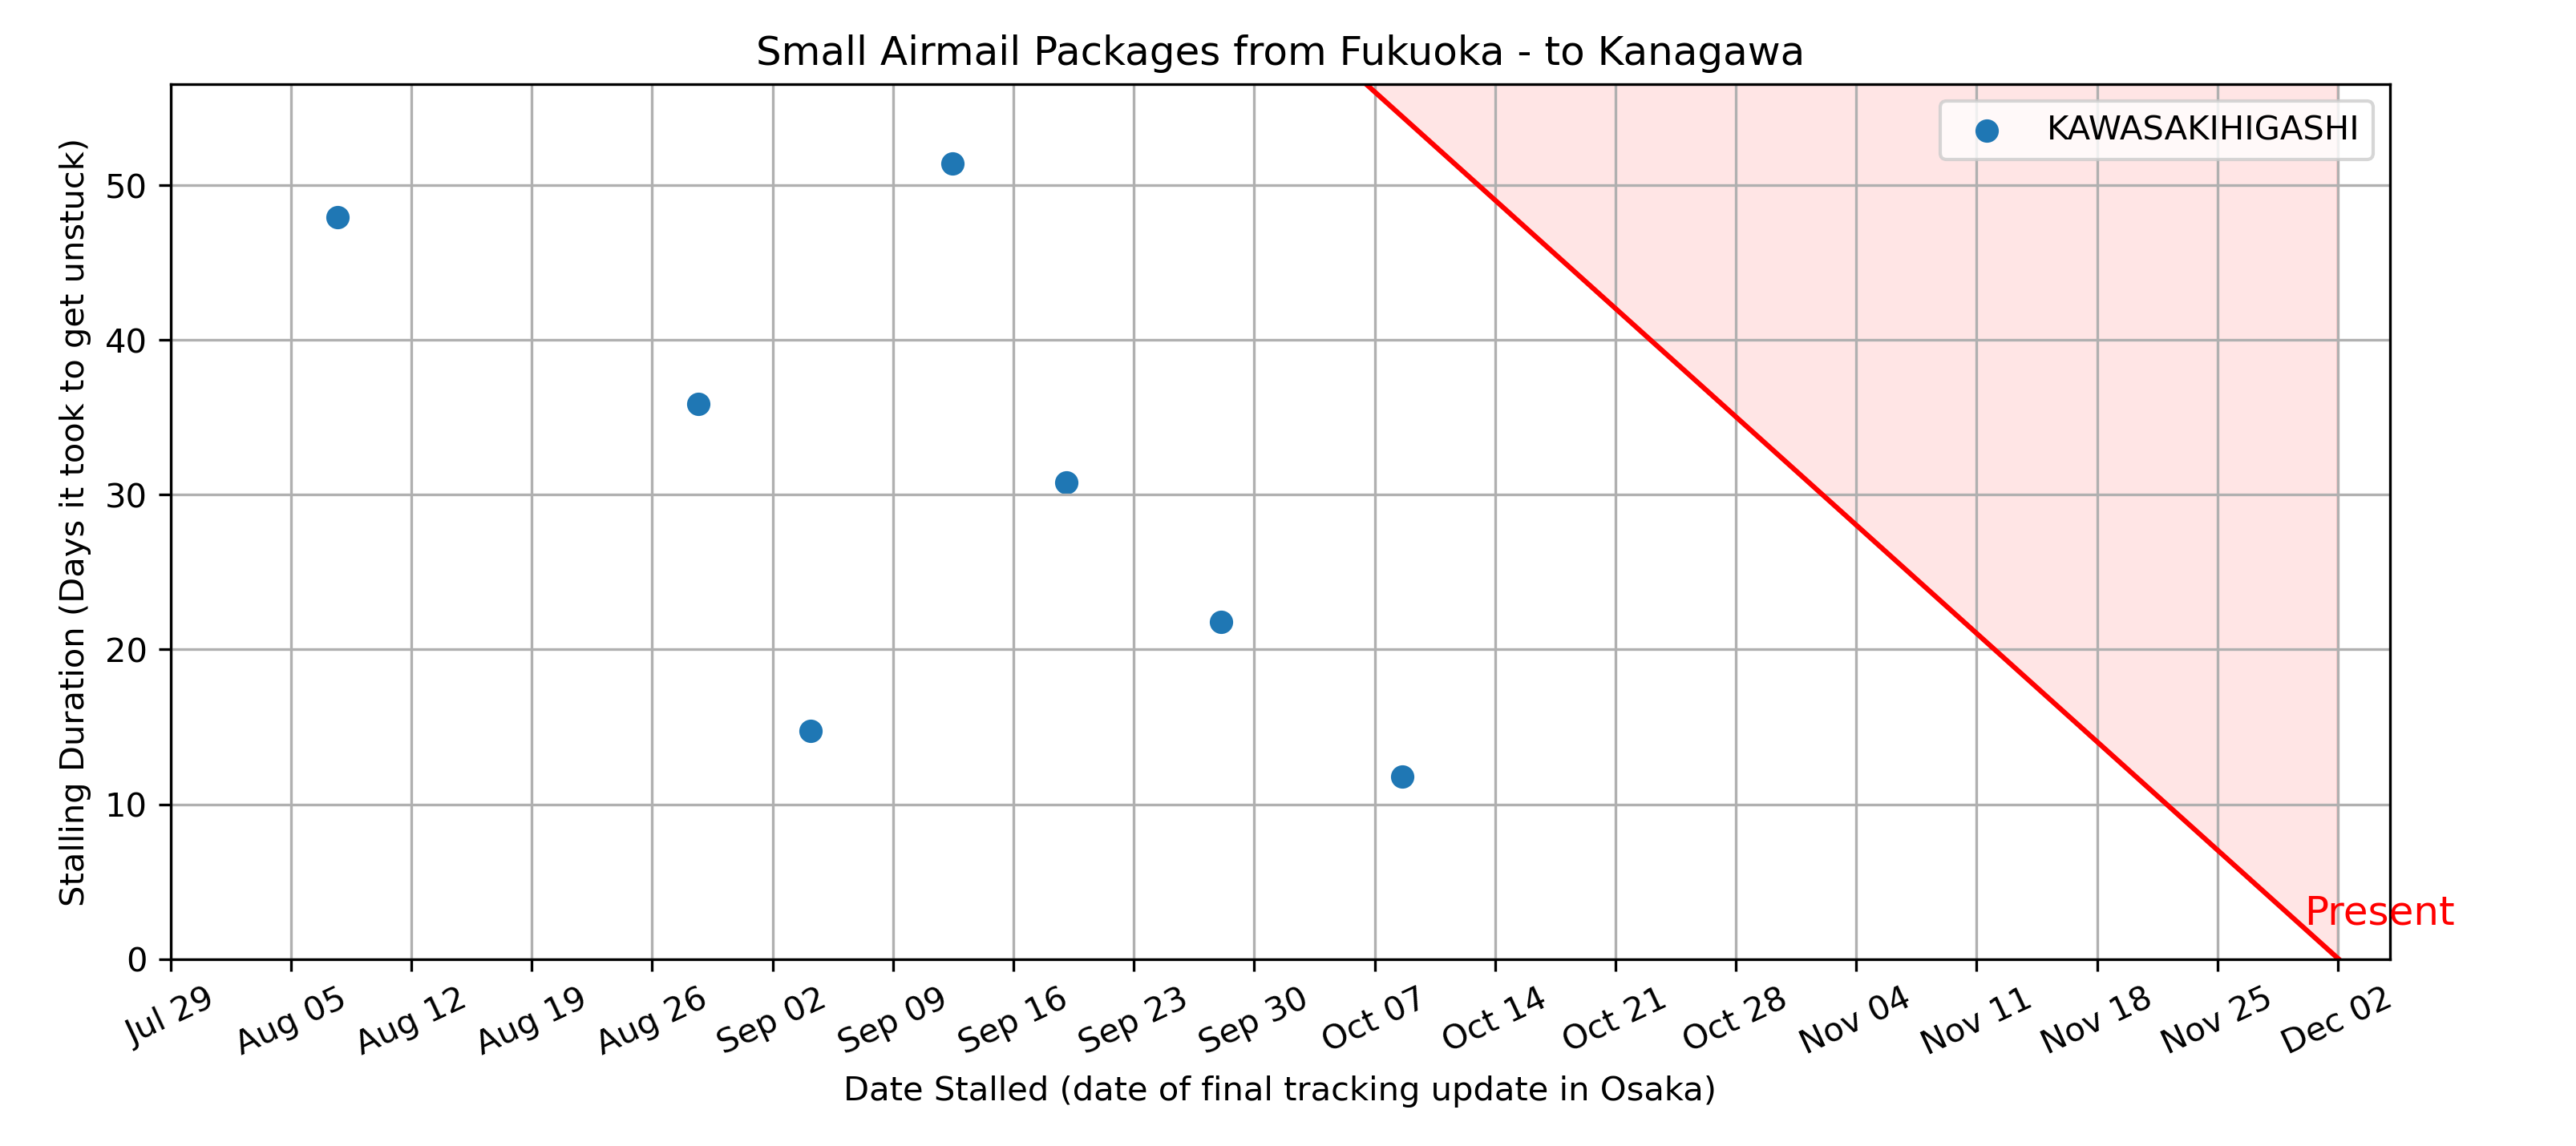 Small Airmail Packages from Fukuoka - to Kanagawa
KAWASAKIHIGASHI
Stalling Duration (Days it took to get unstuck)
50
40
30
20
10
0
Present
Jul 29
Aug 05
Aug 12
Aug 19
Aug 26
Sep 02
Sep 09
Sep 16
Sep 23
Sep 30
Oct 07
Oct 14
Oct 21
Oct 28
Nov 04
Nov 11
Nov 18
Nov 25
Dec 02
Date Stalled (date of final tracking update in Osaka)